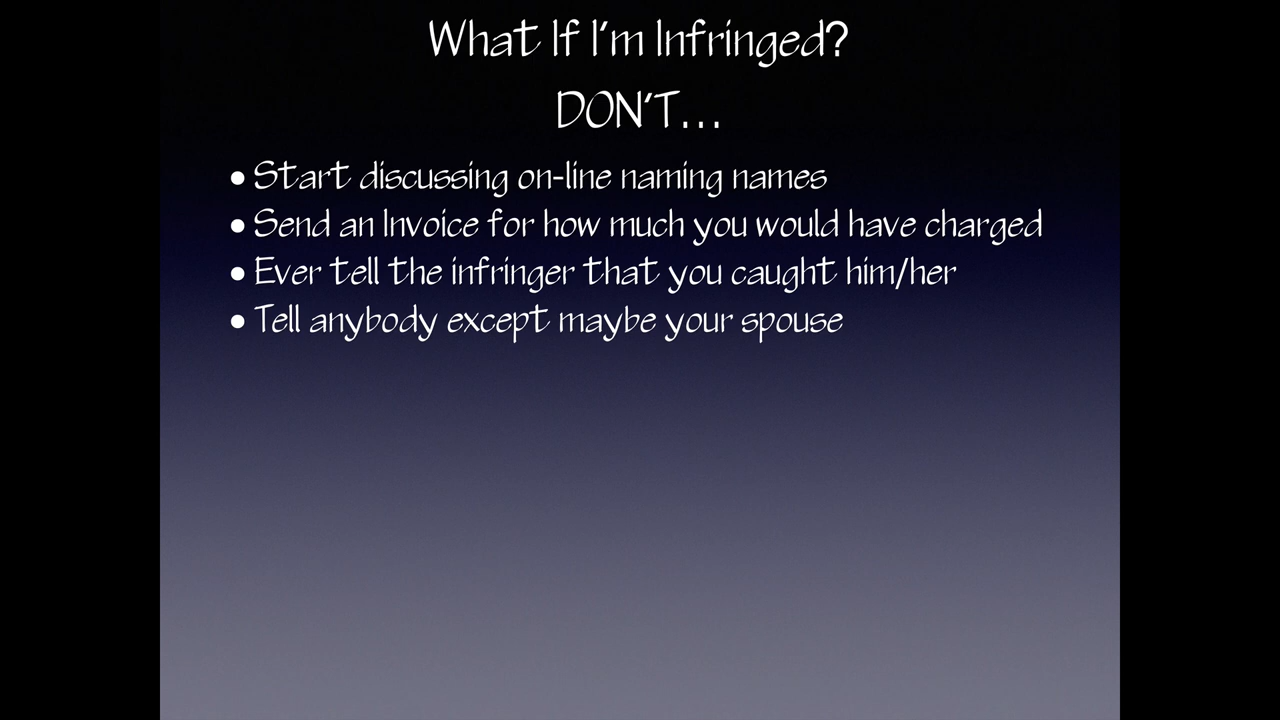 What If I'm Infringed?
DON'T...
• Start discussing on-line naming names
• Send an Invoice for how much you would have charged
• Ever tell the infringer that you caught him/her
• Tell anybody except maybe your spouse